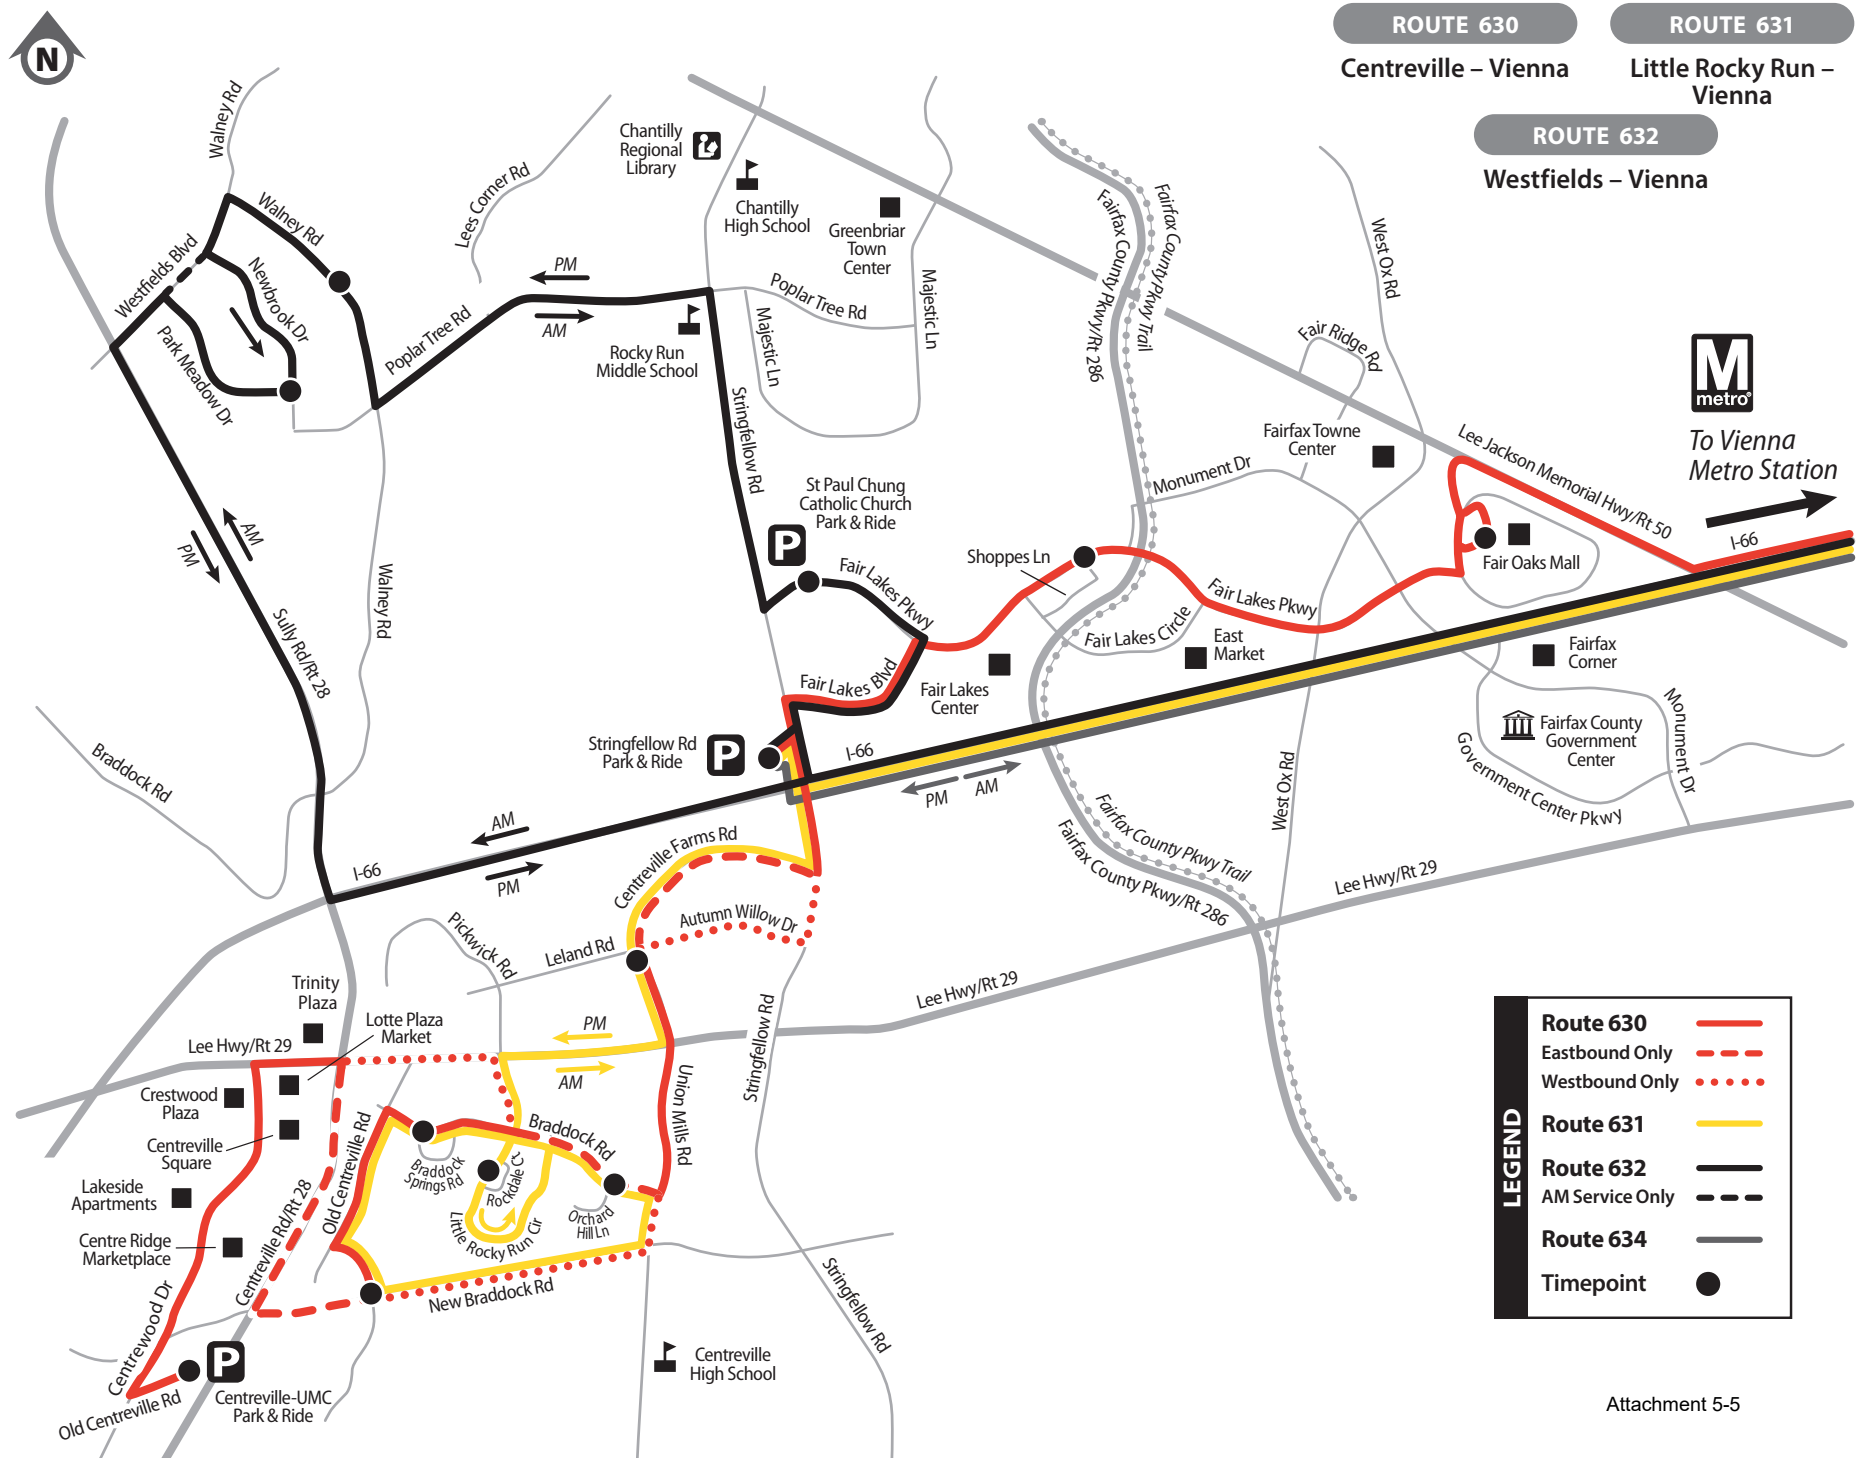 N
ROUTE 630
Centreville – Vienna
ROUTE 631
Little Rocky Run –
Vienna
ROUTE 632
Westfields – Vienna
Walney Rd
Walney Rd
Westfields Blvd
Newbrook Dr
Park Meadow Dr
Lees Corner Rd
Poplar Tree Rd
PM
AM
Chantilly
Regional
Library
Chantilly
High School
Greenbriar
Town
Center
Rocky Run
Middle School
Poplar Tree Rd
Majestic Ln
Majestic Ln
Stringfellow Rd
Fairfax County Pkwy/Rt 286
Fairfax County Pkwy Trail
West Ox Rd
Fair Ridge Rd
M
metro®
To Vienna
Metro Station
Fairfax Towne
Center
Lee Jackson Memorial Hwy/Rt 50
Monument Dr
St Paul Chung
Catholic Church
Park & Ride
P
Fair Lakes Pkwy
Shoppes Ln
Fair Lakes Pkwy
Fair Oaks Mall
I-66
Fair Lakes Circle
East
Market
Fairfax
Corner
Fair Lakes Blvd
Fair Lakes
Center
Fairfax County
Government
Center
Monument Dr
Government Center Pkwy
AM
PM
Sully Rd/Rt 28
Walney Rd
Braddock Rd
Stringfellow Rd
Park & Ride
P
I-66
PM
AM
West Ox Rd
Fairfax County Pkwy Trail
Fairfax County Pkwy/Rt 286
Lee Hwy/Rt 29
AM
PM
I-66
Centreville Farms Rd
Autumn Willow Dr
Pickwick Rd
Leland Rd
Lee Hwy/Rt 29
Stringfellow Rd
Trinity
Plaza
Lotte Plaza
Market
Lee Hwy/Rt 29
PM
AM
Crestwood
Plaza
Centreville
Square
Lakeside
Apartments
Centre Ridge
Marketplace
Old Centreville Rd
Centreville Rd/Rt 28
Braddock Rd
Braddock
Springs Rd
Rockdale Ct
Little Rocky Run Cir
Orchard
Hill Ln
Union Mills Rd
New Braddock Rd
Centrewood Dr
Old Centreville Rd
P
Centreville-UMC
Park & Ride
Centreville
High School
Stringfellow Rd
LEGEND
Route 630
Eastbound Only
Westbound Only
Route 631
Route 632
AM Service Only
Route 634
Timepoint
Attachment 5-5